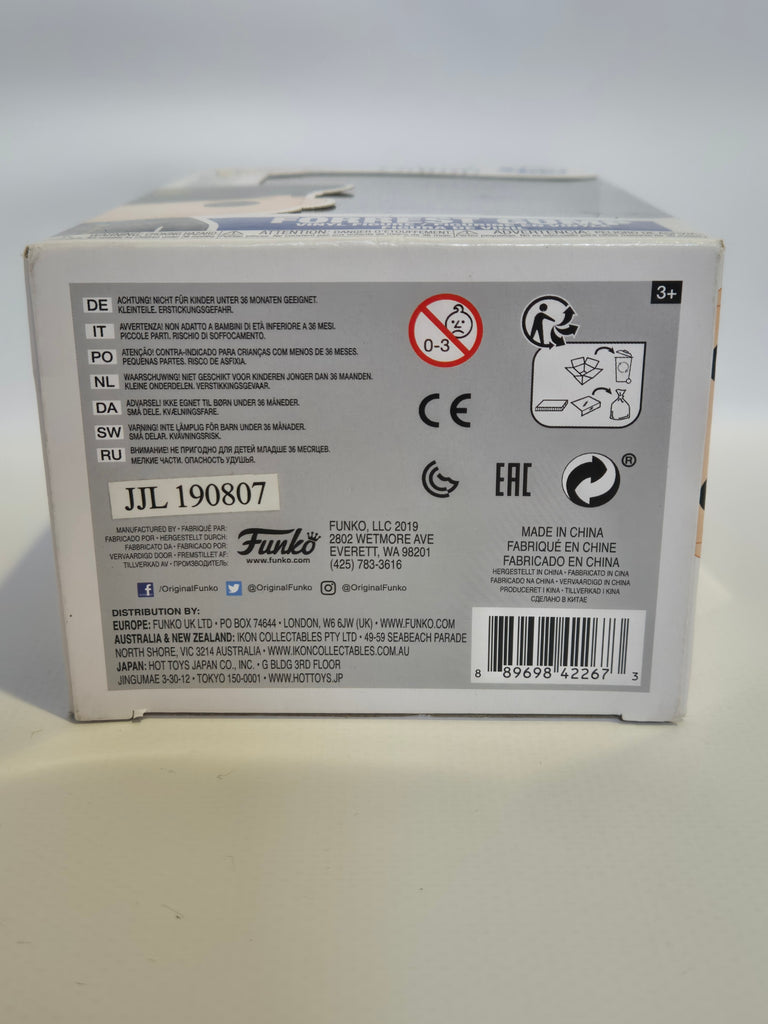 FORREST GUMP
ATTENTION: DANGER D'ÉTOUFFEMENT
ADVERTENCIA:
3+
DE ACHTUNG! NICHT FÜR KINDER UNTER 36 MONATEN GEEIGNET.
KLEINTEILE. ERSTICKUNGSGEFAHR.
IT AVVERTENZA! NON ADATTO A BAMBINI DI ETÀ INFERIORE A 36 MESI.
PICCOLE PARTI. RISCHIO DI SOFFOCAMENTO.
PO ATENÇÃO! CONTRA-INDICADO PARA CRIANÇAS COM MENOS DE 36 MESES.
PEQUENAS PARTES. RISCO DE ASFIXIA.
NL WAARSCHUWING! NIET GESCHIKT VOOR KINDEREN JONGER DAN 36 MAANDEN.
KLEINE ONDERDELEN. VERSTIKKINGSGEVAAR.
DA ADVARSEL! IKKE EGNET TIL BØRN UNDER 36 MÅNEDER.
SMÅ DELE. KVÆLNINGSFARE.
SW VARNING! INTE LÄMPLIG FÖR BARN UNDER 36 MÅNADER.
SMÅ DELAR. KVÄVNINGSRISK.
RU ВНИМАНИЕ! НЕ ПРИГОДНО ДЛЯ ДЕТЕЙ МЛАДШЕ 36 МЕСЯЦЕВ.
МЕЛКИЕ ЧАСТИ. ОПАСНОСТЬ УДУШЬЯ.
0-3
CE
EAC
®
JJL 190807
MANUFACTURED BY • FABRIQUÉ PAR:
FABRICADO POR • HERGESTELLT DURCH:
FABBRICATO DA • FABRICADO POR:
VERVAARDIGD DOOR • FREMSTILLET AF:
TILLVERKAD AV • ПРОИЗВОДИТЕЛЬ:
Funko
www.funko.com
FUNKO, LLC 2019
2802 WETMORE AVE
EVERETT, WA 98201
(425) 783-3616
MADE IN CHINA
FABRIQUÉ EN CHINE
FABRICADO EN CHINA
HERGESTELLT IN CHINA • FABBRICATO IN CINA
FABRICADO NA CHINA • VERVAARDIGD IN CHINA
PRODUCERET I KINA • TILLVERKAD I KINA
СДЕЛАНО В КИТАЕ
/OriginalFunko @OriginalFunko @OriginalFunko
DISTRIBUTION BY:
EUROPE: FUNKO UK LTD • PO BOX 74644 • LONDON, W6 6JW (UK) • WWW.FUNKO.COM
AUSTRALIA & NEW ZEALAND: IKON COLLECTABLES PTY LTD • 49-59 SEABEACH PARADE
NORTH SHORE, VIC 3214 AUSTRALIA • WWW.IKONCOLLECTABLES.COM.AU
JAPAN: HOT TOYS JAPAN CO., INC. • G BLDG 3RD FLOOR
JINGUMAE 3-30-12 • TOKYO 150-0001 • WWW.HOTTOYS.JP
8 89698 42267 3